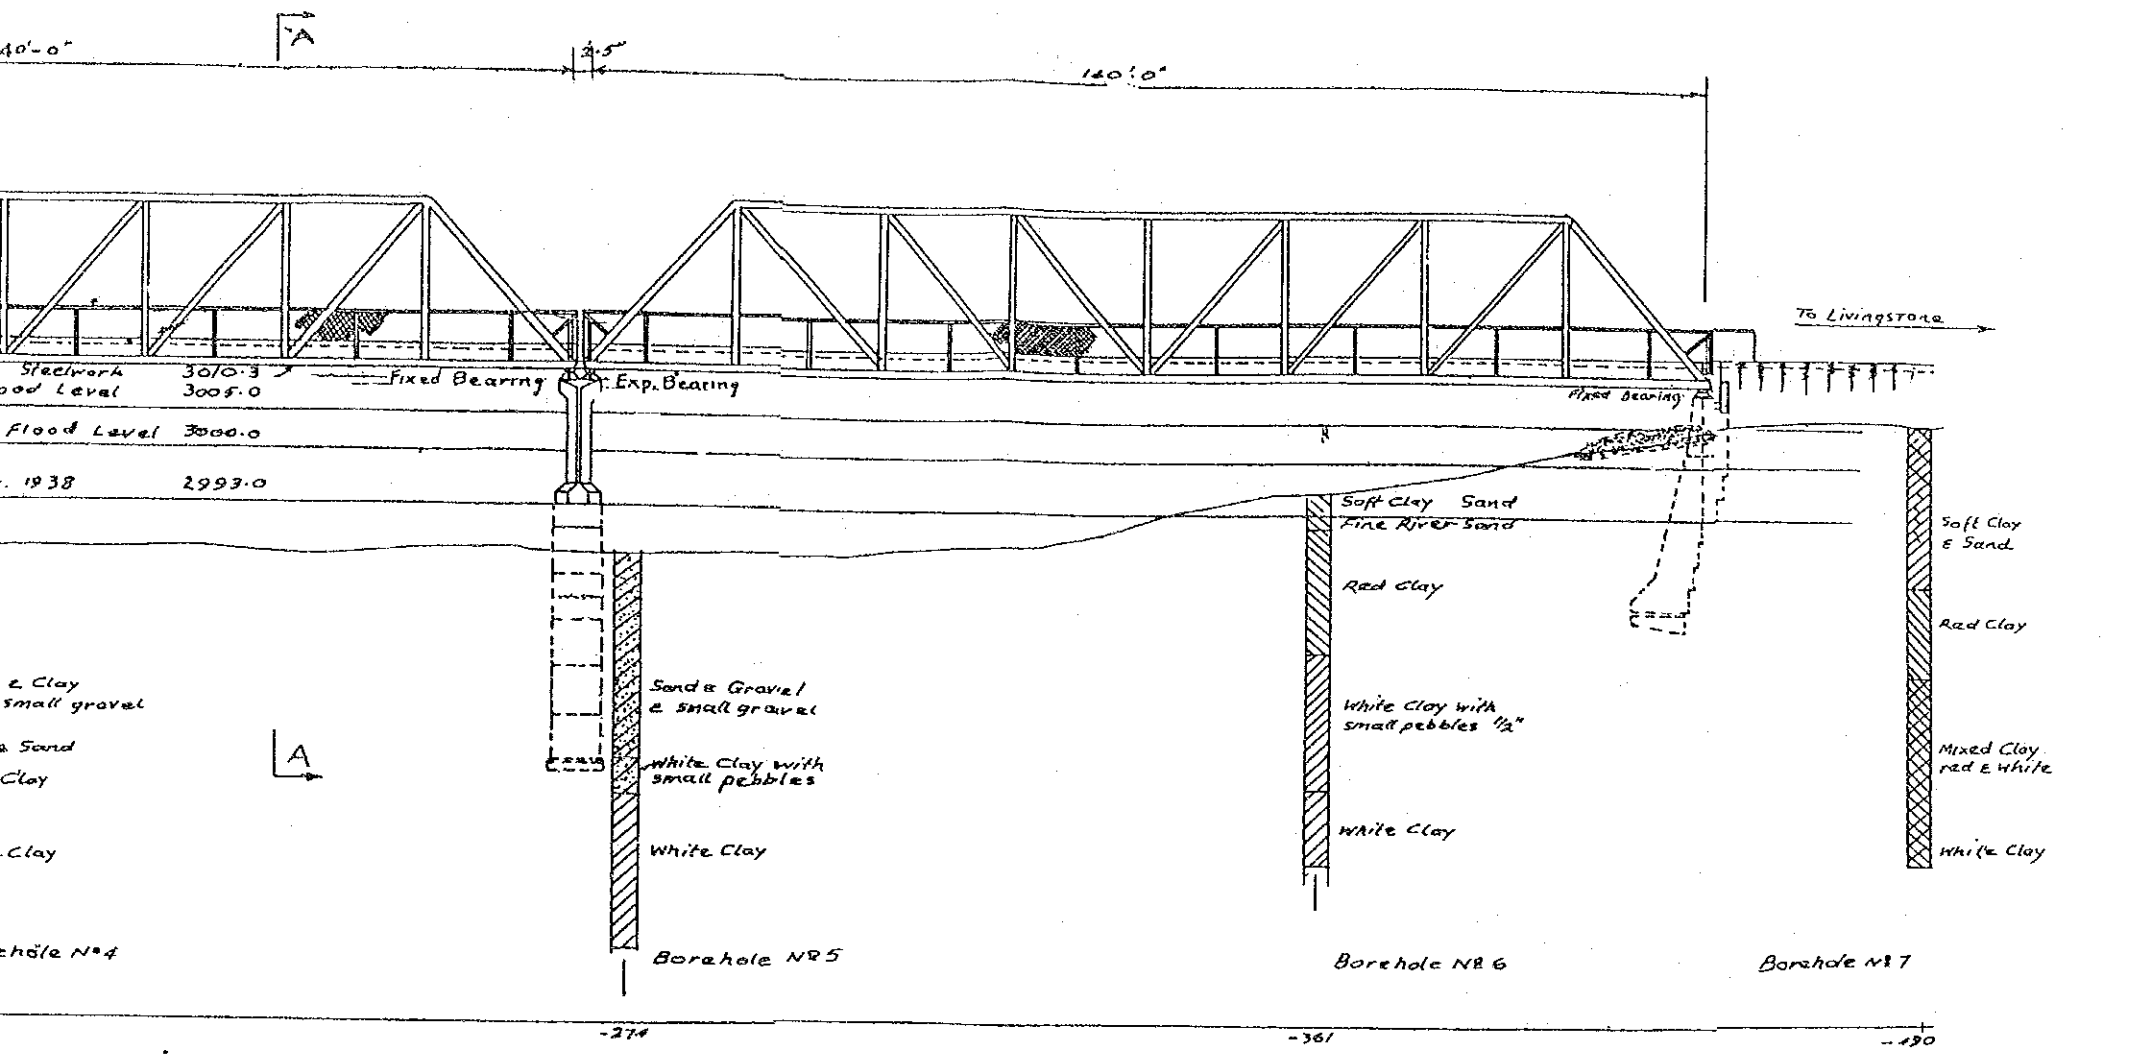 A
40'-0"
2.5"
140'.0"
To Livingstone
Steelwork 3010.3
Fixed Bearing
Exp. Bearing
ood Level 3005.0
Fixed Bearing
Flood Level 3000.0
. 1938 2993.0
Soft Clay Sand
Fine River Sand
Soft Clay
& Sand
Red Clay
Red Clay
& Clay
small gravel
Sand & Gravel
& small gravel
White Clay with
small pebbles 1/2"
& Sand
A
Clay
White Clay with
small pebbles
Mixed Clay
red & White
Clay
White Clay
White Clay
White Clay
ehole Nº4
Borehole Nº 5
Borehole Nº 6
Borehole Nº 7
-274
-361
-490